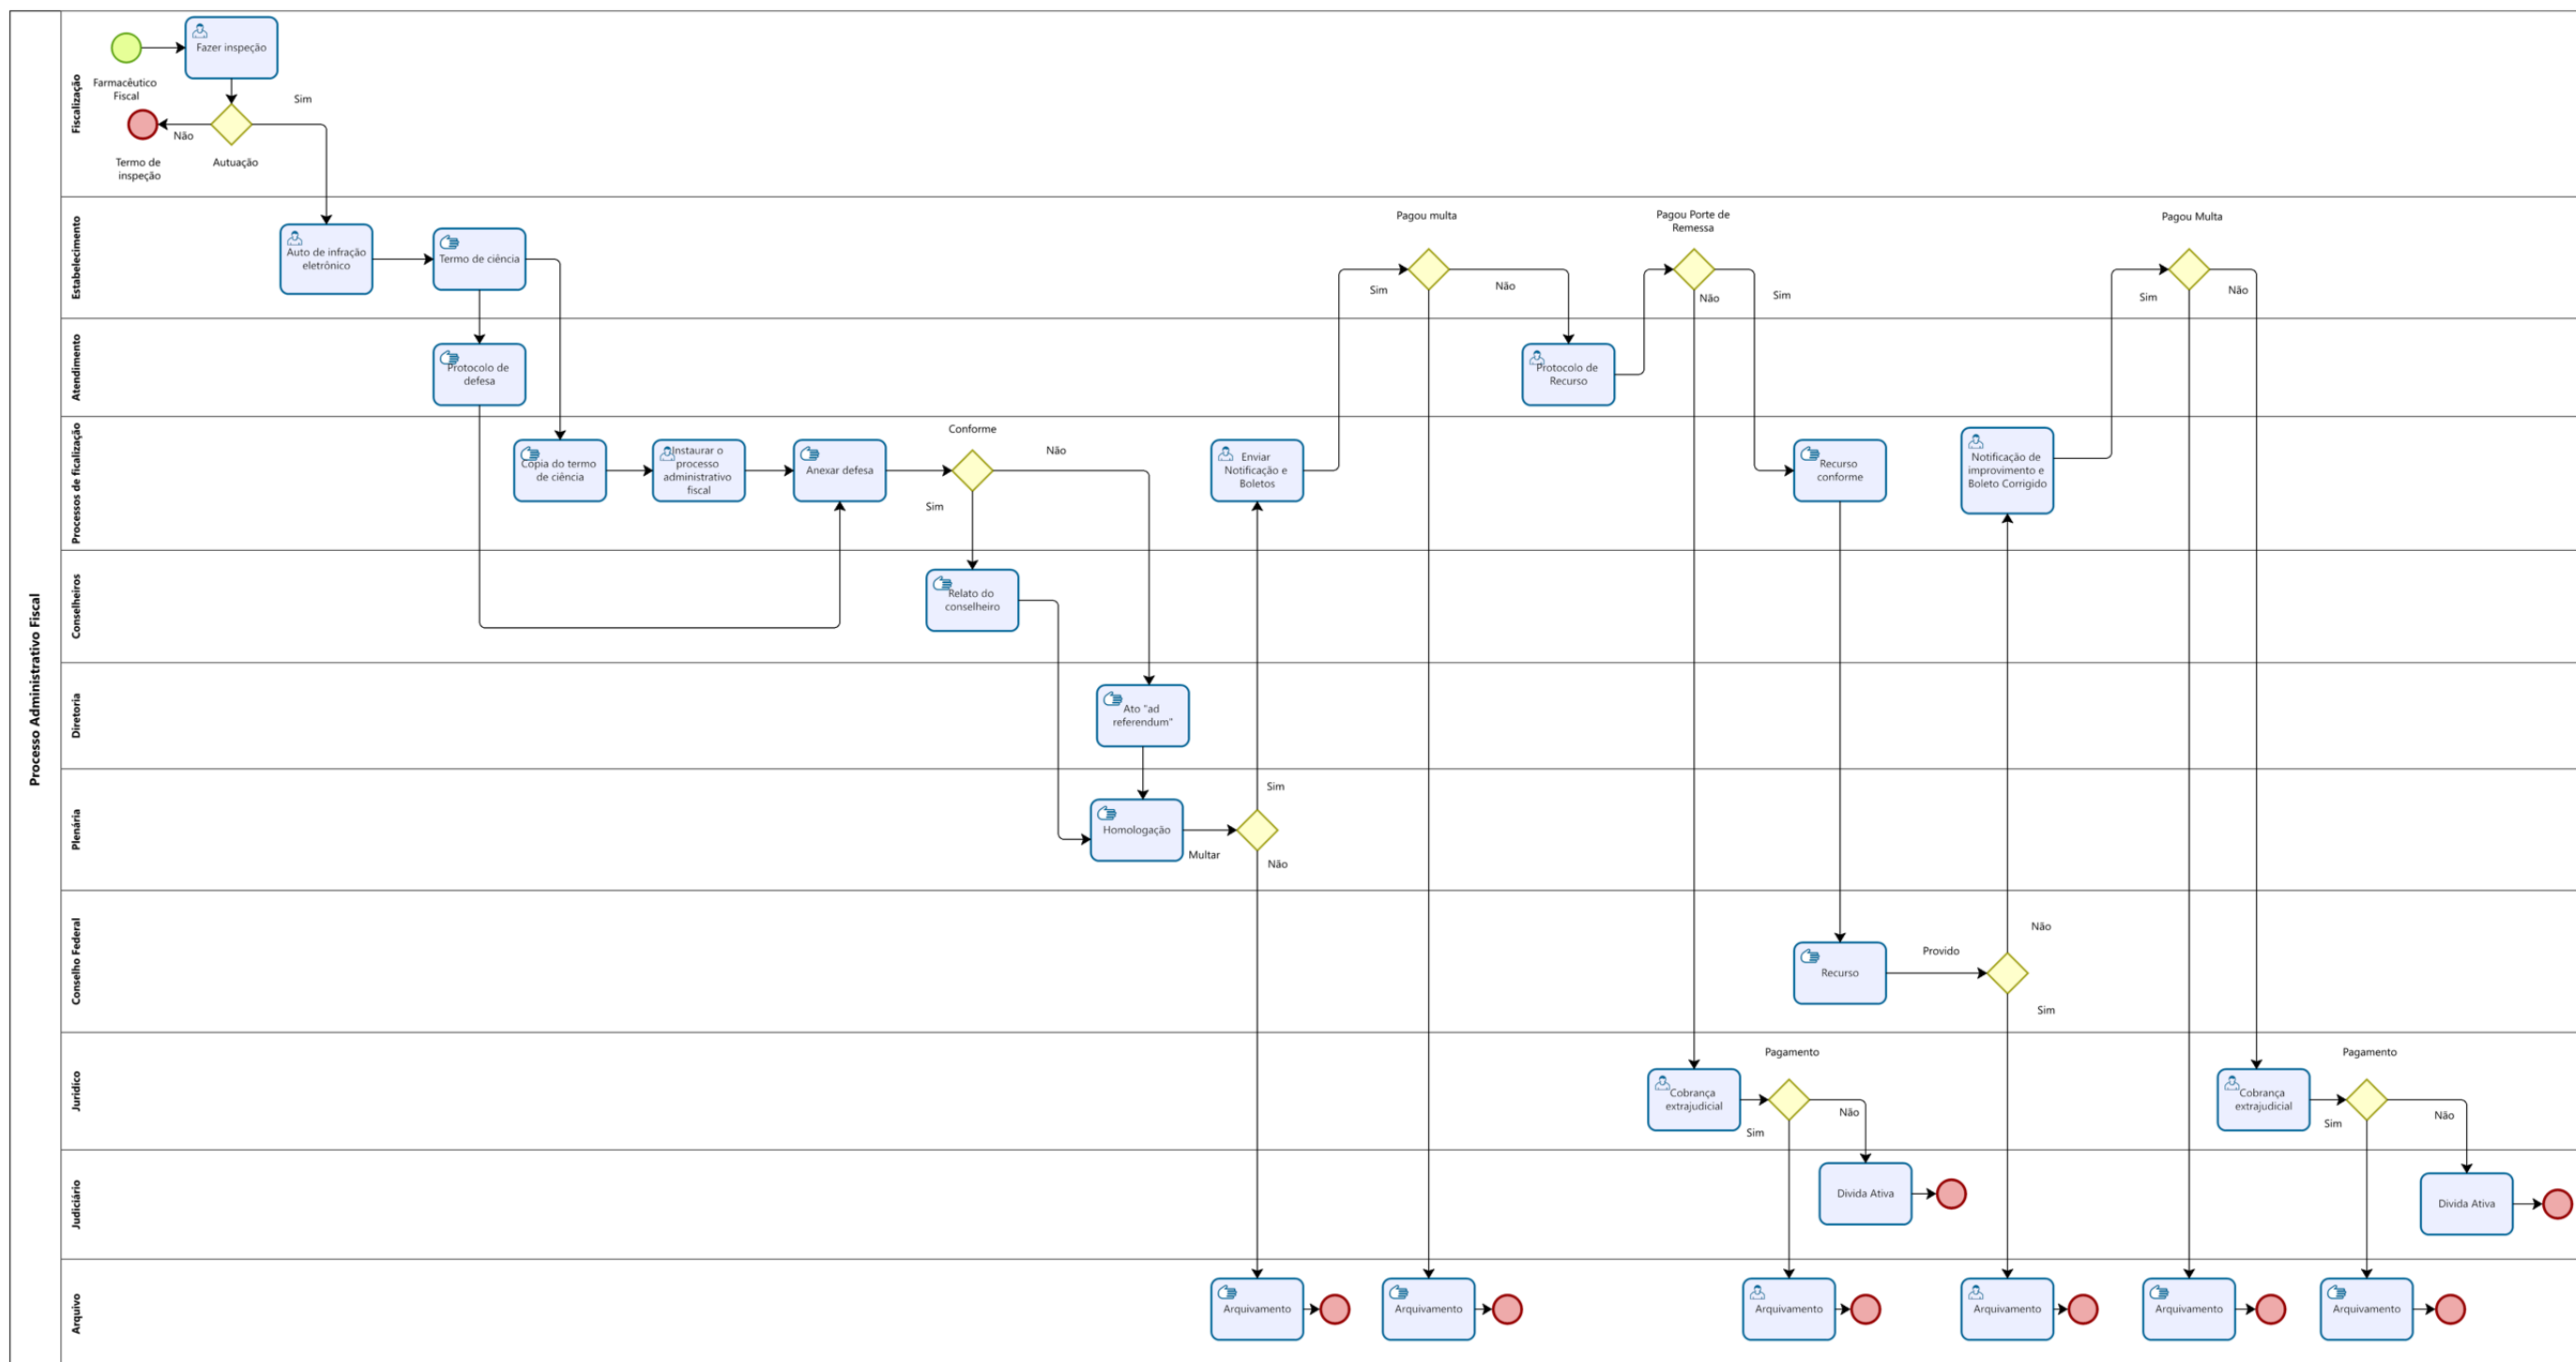 Processo Administrativo Fiscal
Fiscalização
Farmacêutico
Fiscal
Fazer inspeção
Sim
Não
Termo de
inspeção
Autuação
Estabelecimento
Auto de infração
eletrônico
Termo de ciência
Pagou multa
Sim
Não
Pagou Porte de
Remessa
Não
Sim
Pagou Multa
Sim
Não
Atendimento
Protocolo de
defesa
Protocolo de
Recurso
Processos de ficalização
Copia do termo
de ciência
Instaurar o
processo
administrativo
fiscal
Anexar defesa
Conforme
Não
Sim
Enviar
Notificação e
Boletos
Recurso
conforme
Notificação de
improvimento e
Boleto Corrigido
Conselheiros
Relato do
conselheiro
Diretoria
Ato "ad
referendum"
Plenária
Homologação
Multar
Sim
Não
Conselho Federal
Recurso
Provido
Não
Sim
Juridico
Cobrança
extrajudicial
Pagamento
Sim
Não
Cobrança
extrajudicial
Pagamento
Sim
Não
Judiciário
Divida Ativa
Divida Ativa
Arquivo
Arquivamento
Arquivamento
Arquivamento
Arquivamento
Arquivamento
Arquivamento